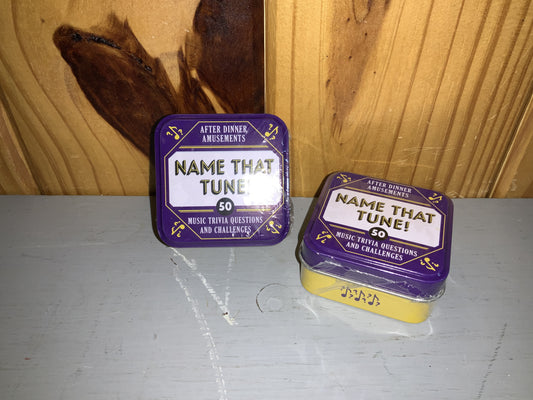 AFTER DINNER
AMUSEMENTS
NAME THAT
TUNE!
50
MUSIC TRIVIA QUESTIONS
AND CHALLENGES
AFTER DINNER
AMUSEMENTS
NAME THAT
TUNE!
50
MUSIC TRIVIA QUESTIONS
AND CHALLENGES